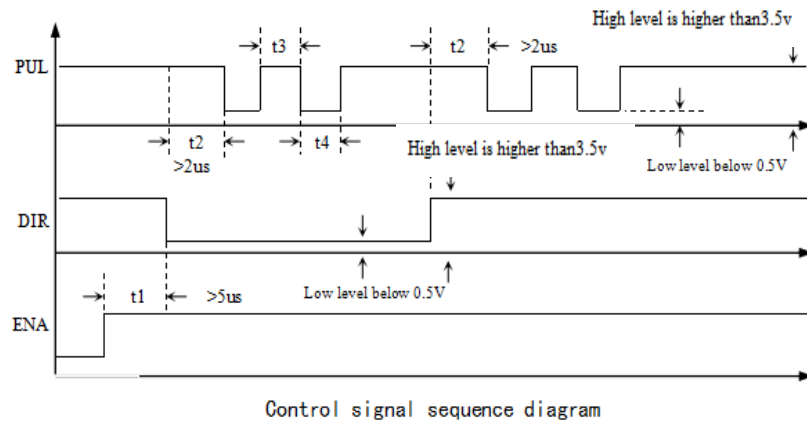 High level is higher than3.5v
t3
t2
>2us
PUL
t2
t4
>2us
High level is higher than3.5v
Low level below 0.5V
DIR
t1
>5us
Low level below 0.5V
ENA
Control signal sequence diagram